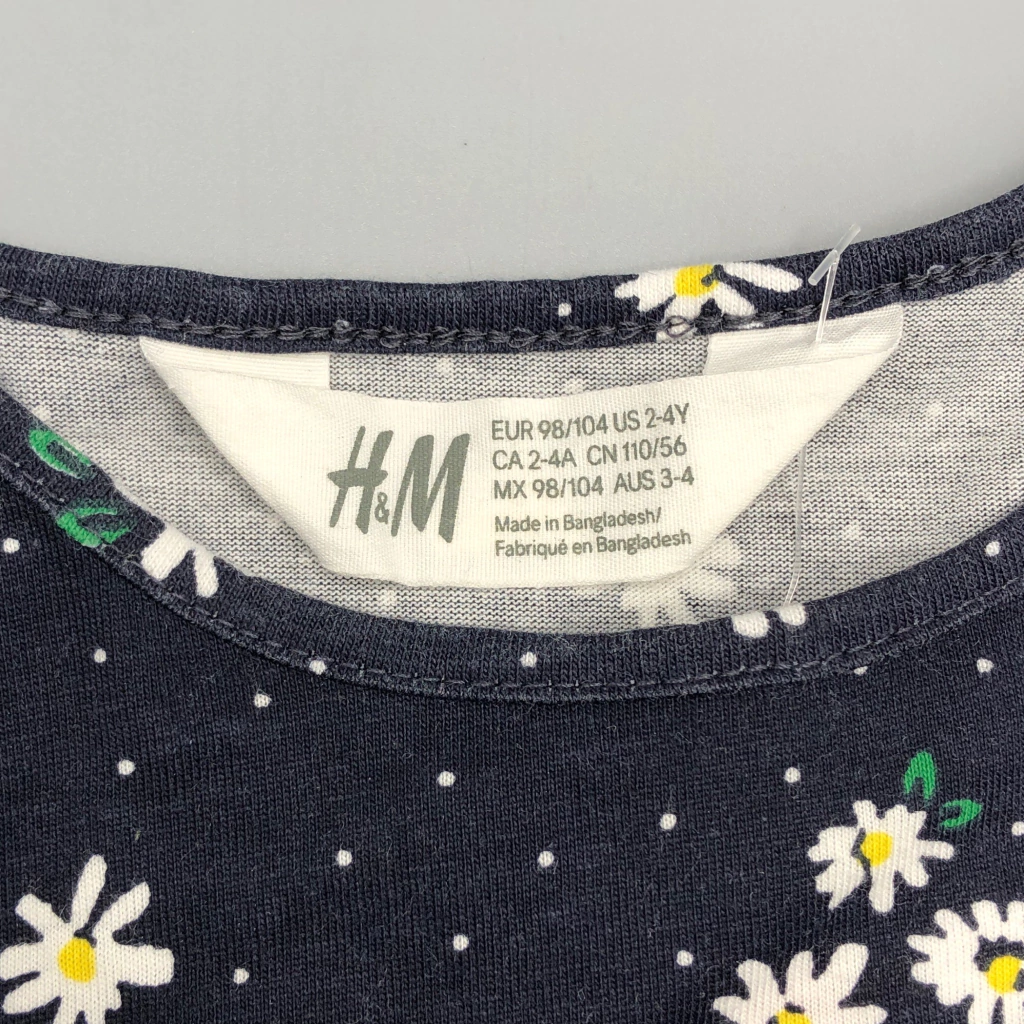 H&M
EUR 98/104 US 2-4Y
CA 2-4A CN 110/56
MX 98/104 AUS 3-4
Made in Bangladesh/
Fabriqué en Bangladesh